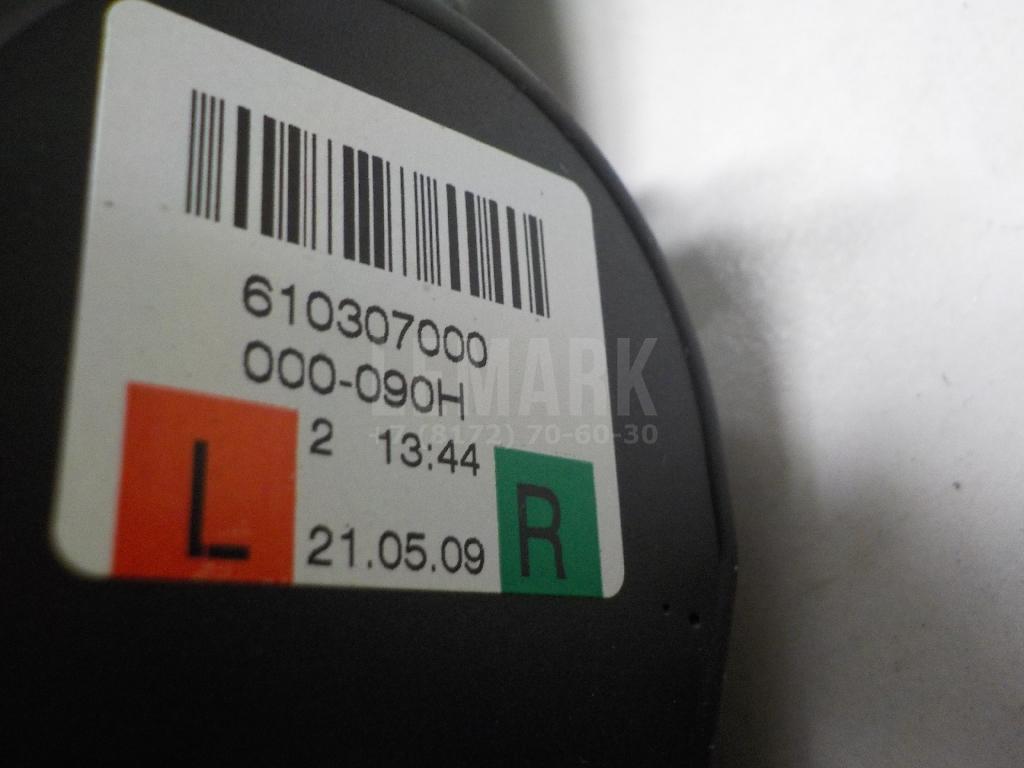 610307000
000-090H
2 13:44
L
21.05.09
R
LEMARK
+7 (8172) 70-60-30